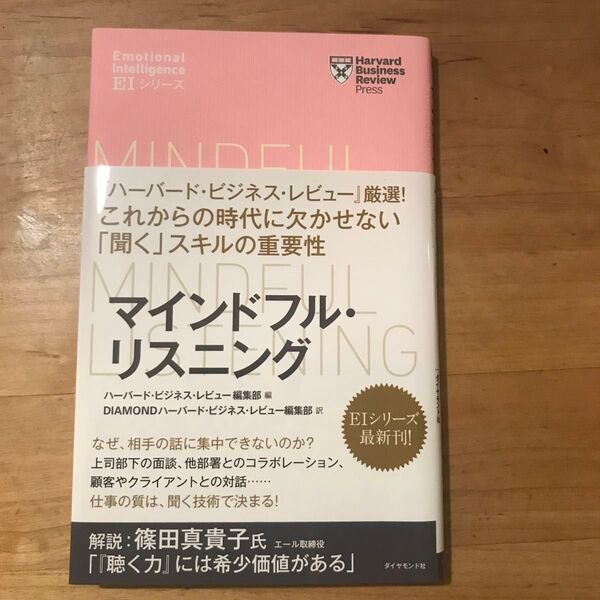 Emotional
Intelligence
EI シリーズ
Harvard
Business
Review
Press
MINDFUL
『ハーバード・ビジネス・レビュー』厳選!
これからの時代に欠かせない
「聞く」スキルの重要性
MINDFUL
LISTENING
マインドフル・
リスニング
ハーバード・ビジネス・レビュー編集部 編
DIAMONDハーバード・ビジネス・レビュー編集部 訳
EIシリーズ
最新刊!
なぜ、相手の話に集中できないのか?
上司部下の面談、他部署とのコラボレーション、
顧客やクライアントとの対話……
仕事の質は、聞く技術で決まる!
解説:篠田真貴子氏 エール取締役
「『聴く力』には希少価値がある」
ダイヤモンド社